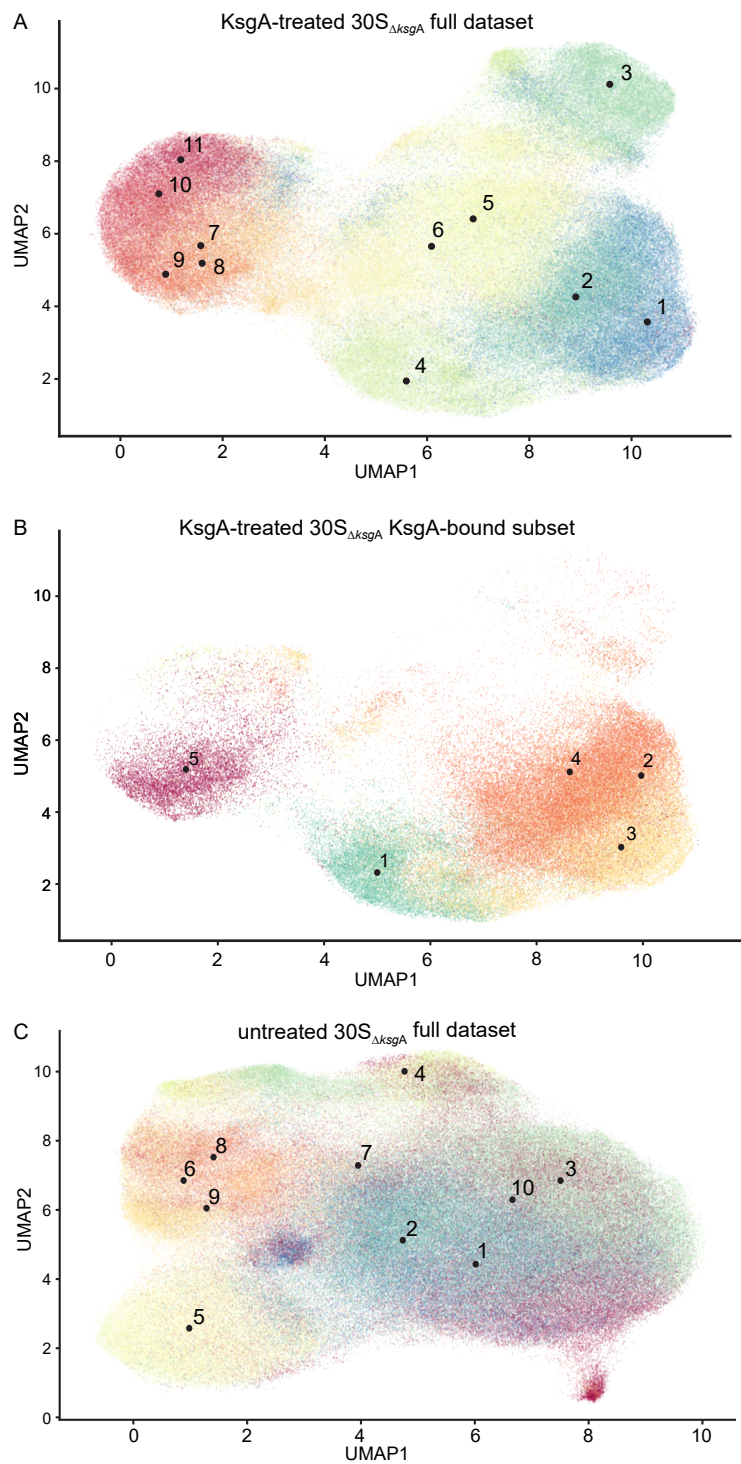 A
KsgA-treated 30SΔksgA full dataset
10
8
6
4
2
UMAP2
3
11
10
7
9
8
5
6
2
1
4
0 2 4 6 8 10
UMAP1
B
KsgA-treated 30SΔksgA KsgA-bound subset
10
8
6
4
2
UMAP2
5
4
2
3
1
0 2 4 6 8 10
UMAP1
C
untreated 30SΔksgA full dataset
10
8
6
4
2
0
UMAP2
4
8
6
9
7
10
3
2
1
5
0 2 4 6 8 10
UMAP1